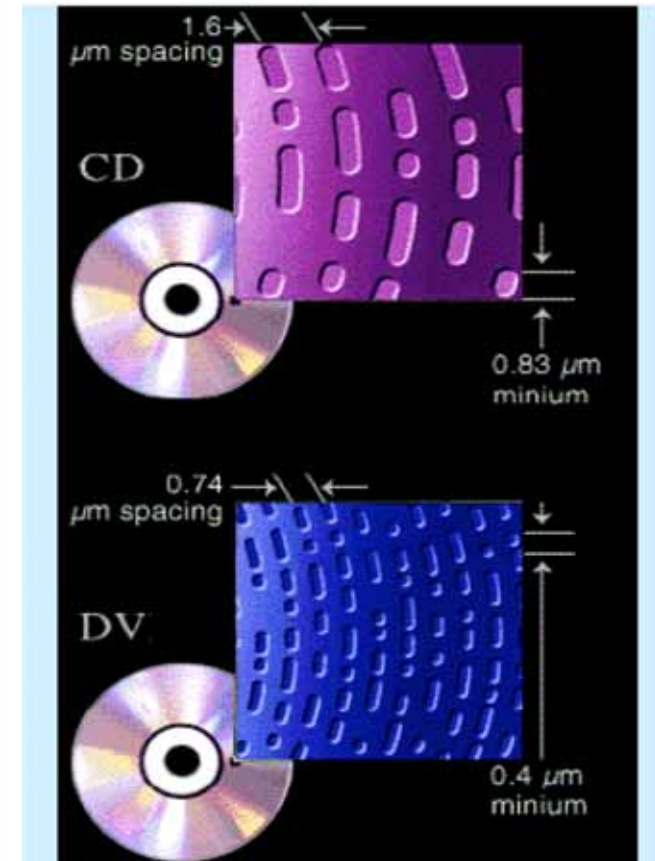 1.6
μm spacing
CD
0.83 μm
minium
0.74
μm spacing
DV
0.4 μm
minium